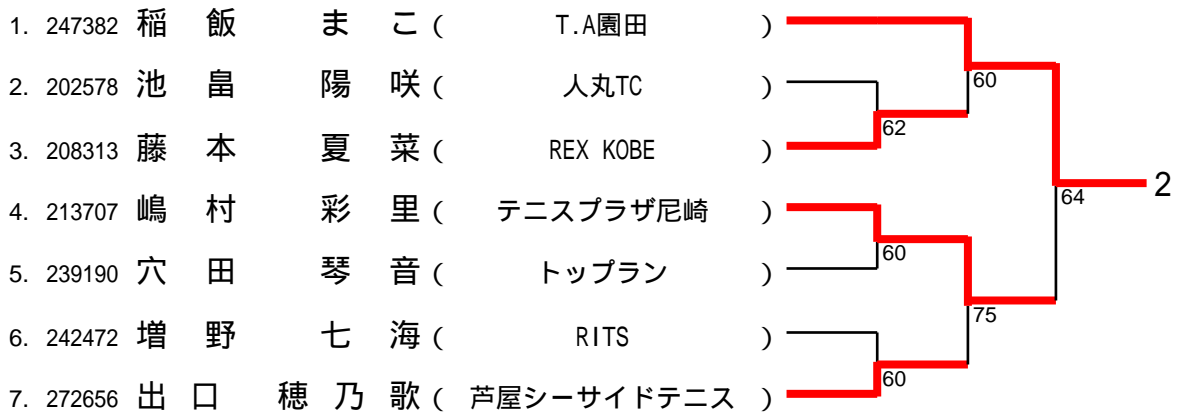 1. 247382 稲 飯 ま こ ( T.A園田 )
2. 202578 池 畠 陽 咲 ( 人丸TC )
3. 208313 藤 本 夏 菜 ( REX KOBE )
4. 213707 嶋 村 彩 里 ( テニスプラザ尼崎 )
5. 239190 穴 田 琴 音 ( トップラン )
6. 242472 増 野 七 海 ( RITS )
7. 272656 出 口 穂 乃 歌 ( 芦屋シーサイドテニス )
60
62
60
60
75
64
2